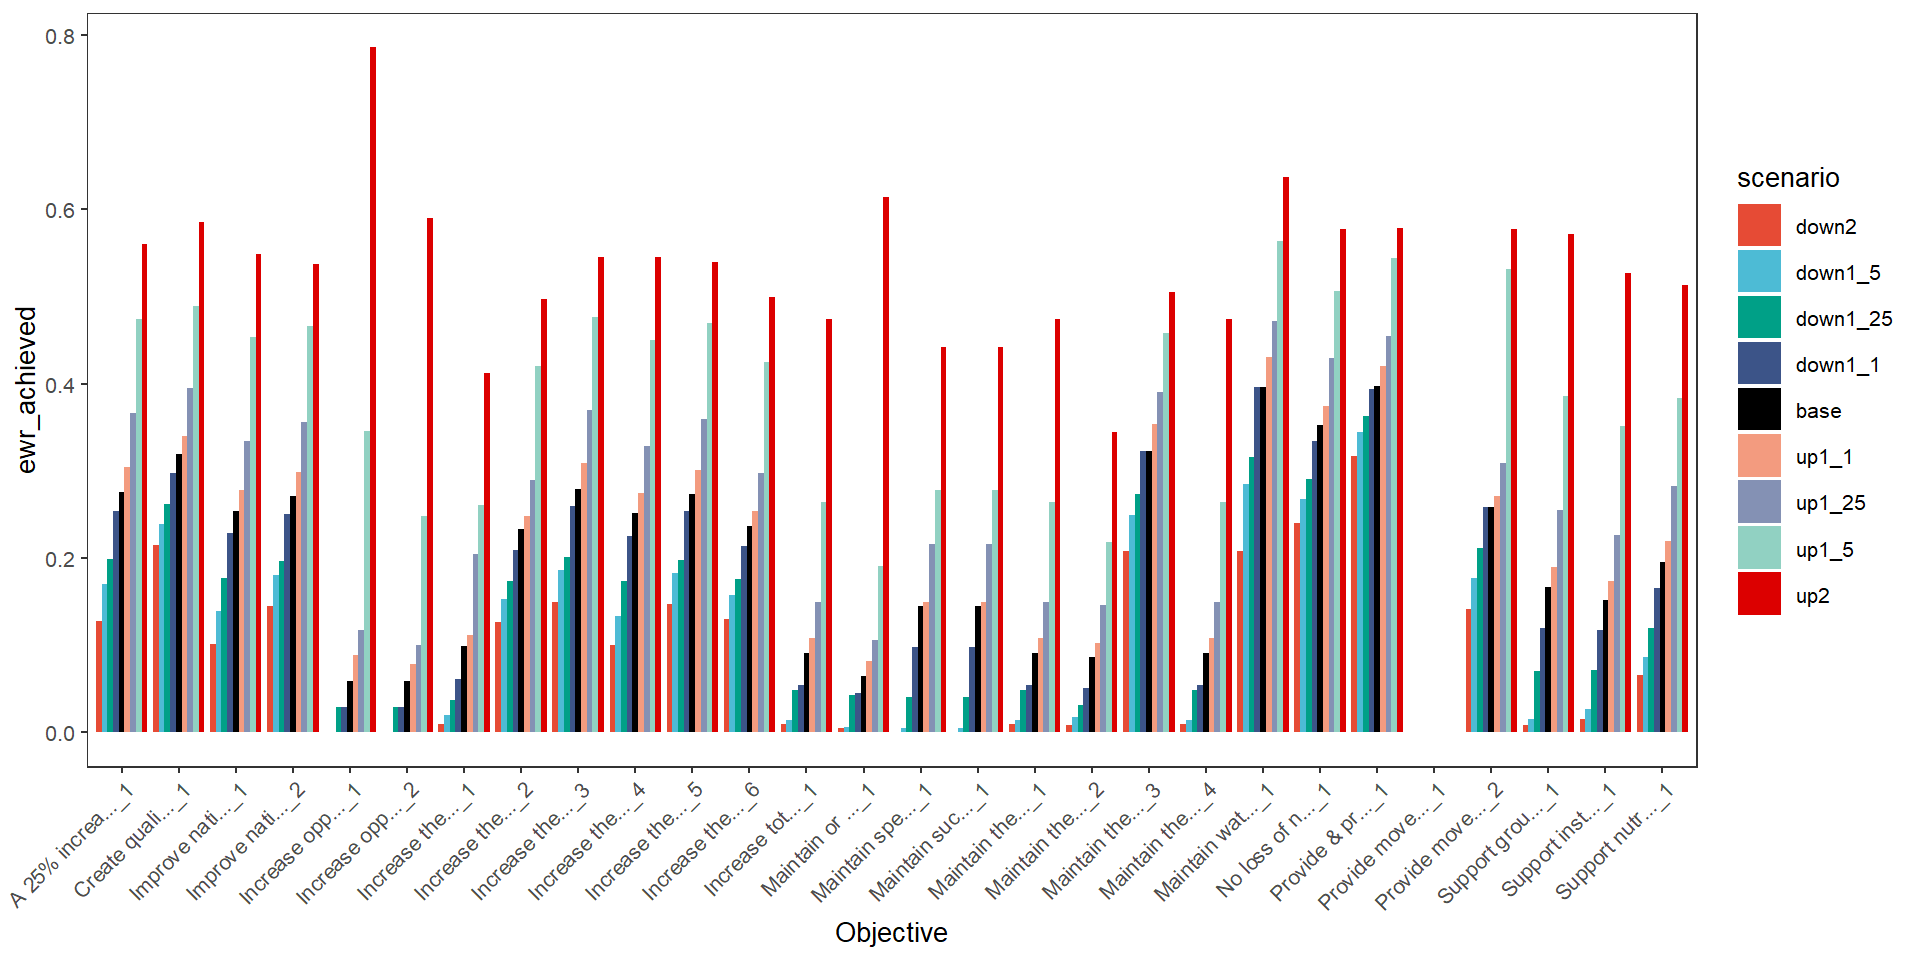 0.8
0.6
0.4
0.2
0.0
ewr_achieved
A 25% increa..._1
Create quali..._1
Improve nati..._1
Improve nati..._2
Increase opp..._1
Increase opp..._2
Increase the..._1
Increase the..._2
Increase the..._3
Increase the..._4
Increase the..._5
Increase the..._6
Increase tot..._1
Maintain or ..._1
Maintain spe..._1
Maintain suc..._1
Maintain the..._1
Maintain the..._2
Maintain the..._3
Maintain the..._4
Maintain wat..._1
No loss of n..._1
Provide & pr..._1
Provide move..._1
Provide move..._2
Support grou..._1
Support inst..._1
Support nutr..._1
Objective
scenario
down2
down1_5
down1_25
down1_1
base
up1_1
up1_25
up1_5
up2